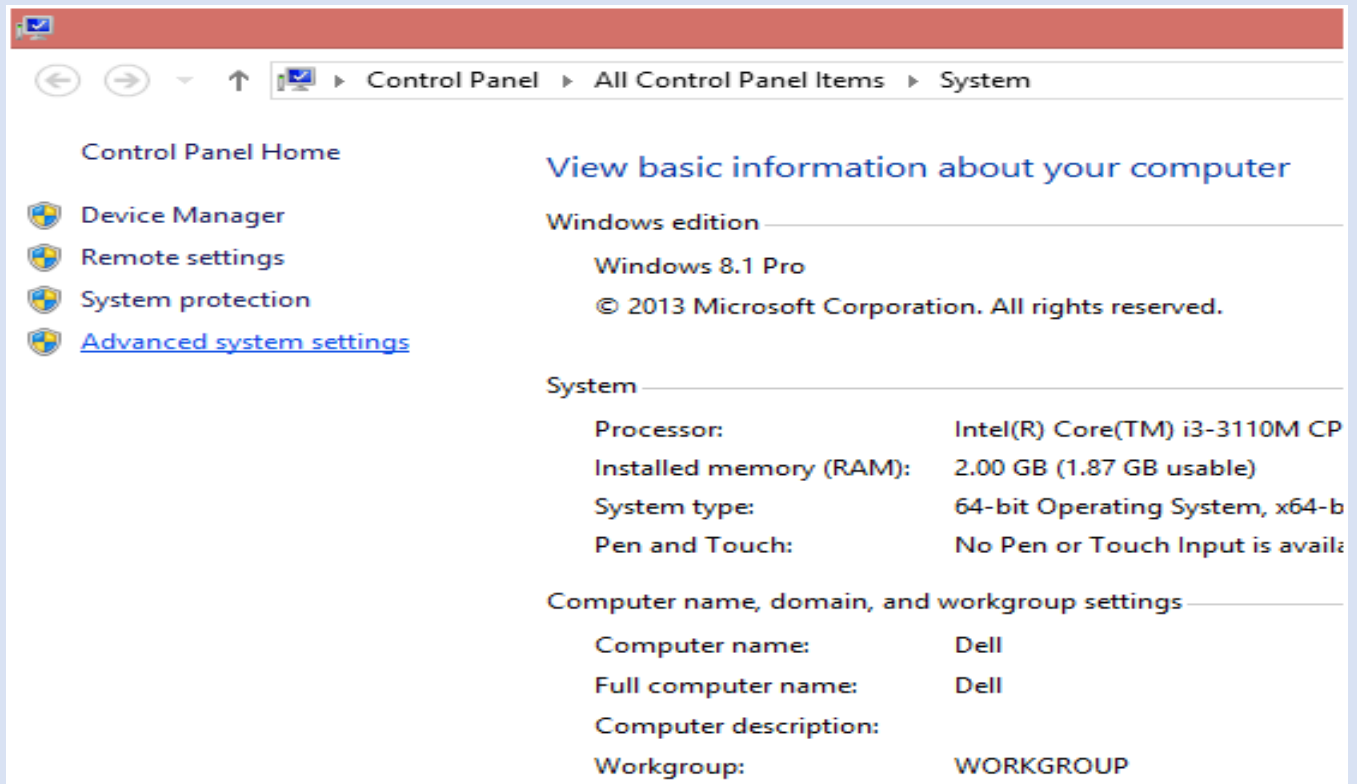 Control Panel All Control Panel Items System
Control Panel Home
Device Manager
Remote settings
System protection
Advanced system settings
View basic information about your computer
Windows edition
Windows 8.1 Pro
© 2013 Microsoft Corporation. All rights reserved.
System
Processor: Intel(R) Core(TM) i3-3110M CP
Installed memory (RAM): 2.00 GB (1.87 GB usable)
System type: 64-bit Operating System, x64-b
Pen and Touch: No Pen or Touch Input is availa
Computer name, domain, and workgroup settings
Computer name: Dell
Full computer name: Dell
Computer description:
Workgroup: WORKGROUP